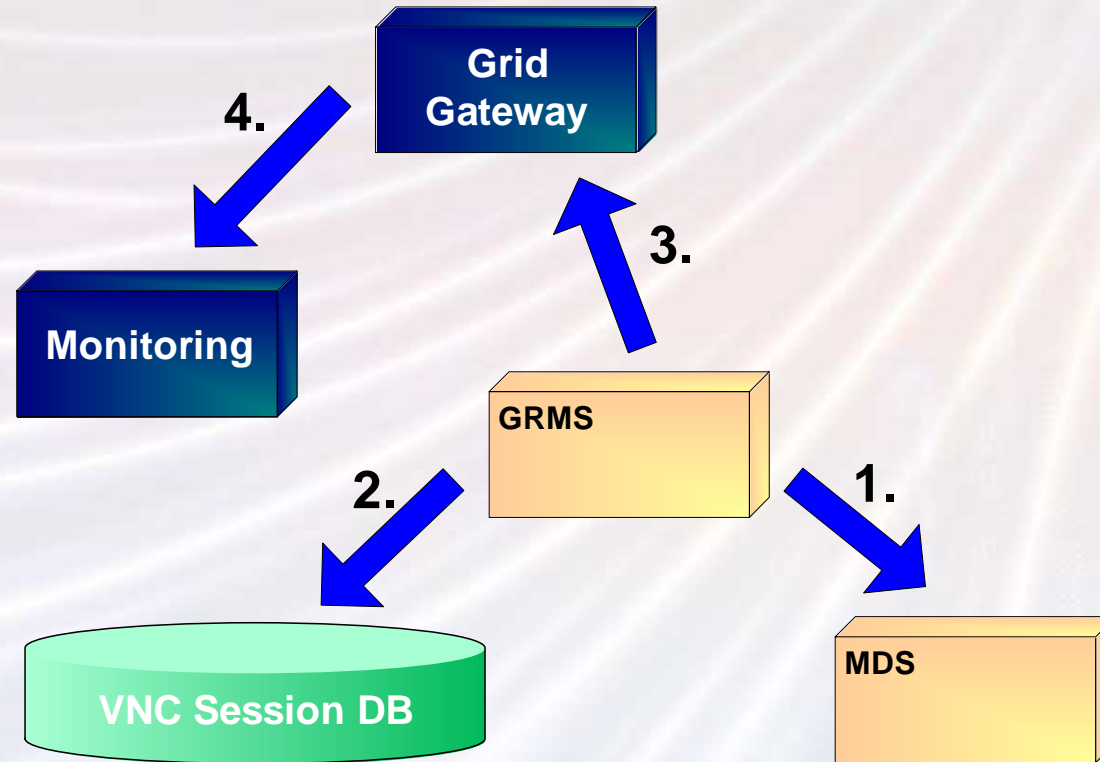 Grid
Gateway
4.
3.
Monitoring
GRMS
2.
1.
MDS
VNC Session DB